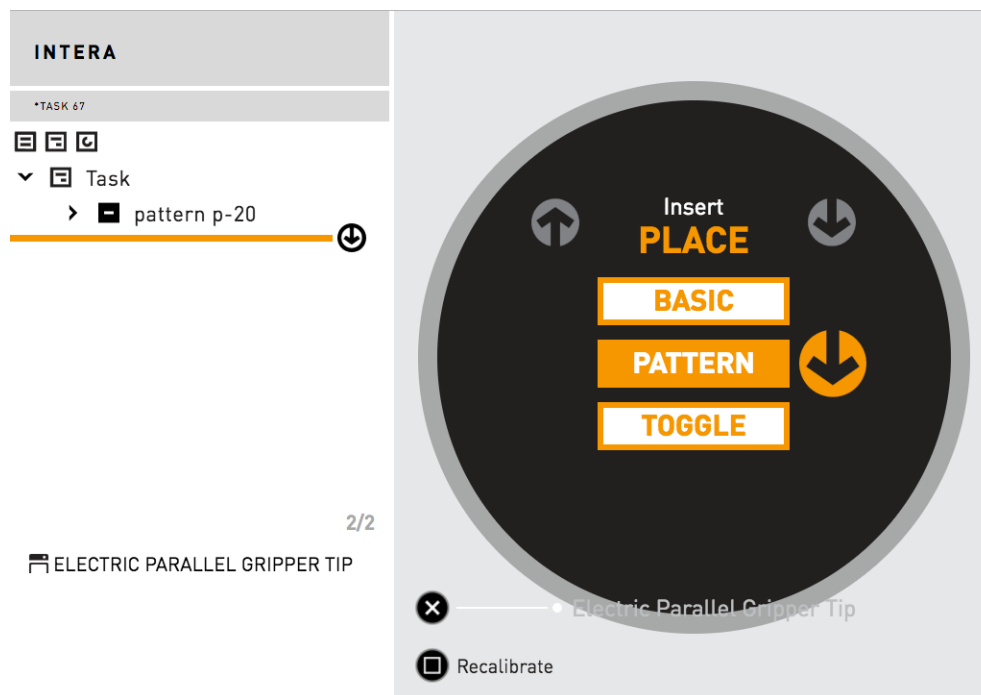 INTERA
*TASK 67
Task
pattern p-20
2/2
ELECTRIC PARALLEL GRIPPER TIP
Insert
PLACE
BASIC
PATTERN
TOGGLE
Electric Parallel Gripper Tip
Recalibrate